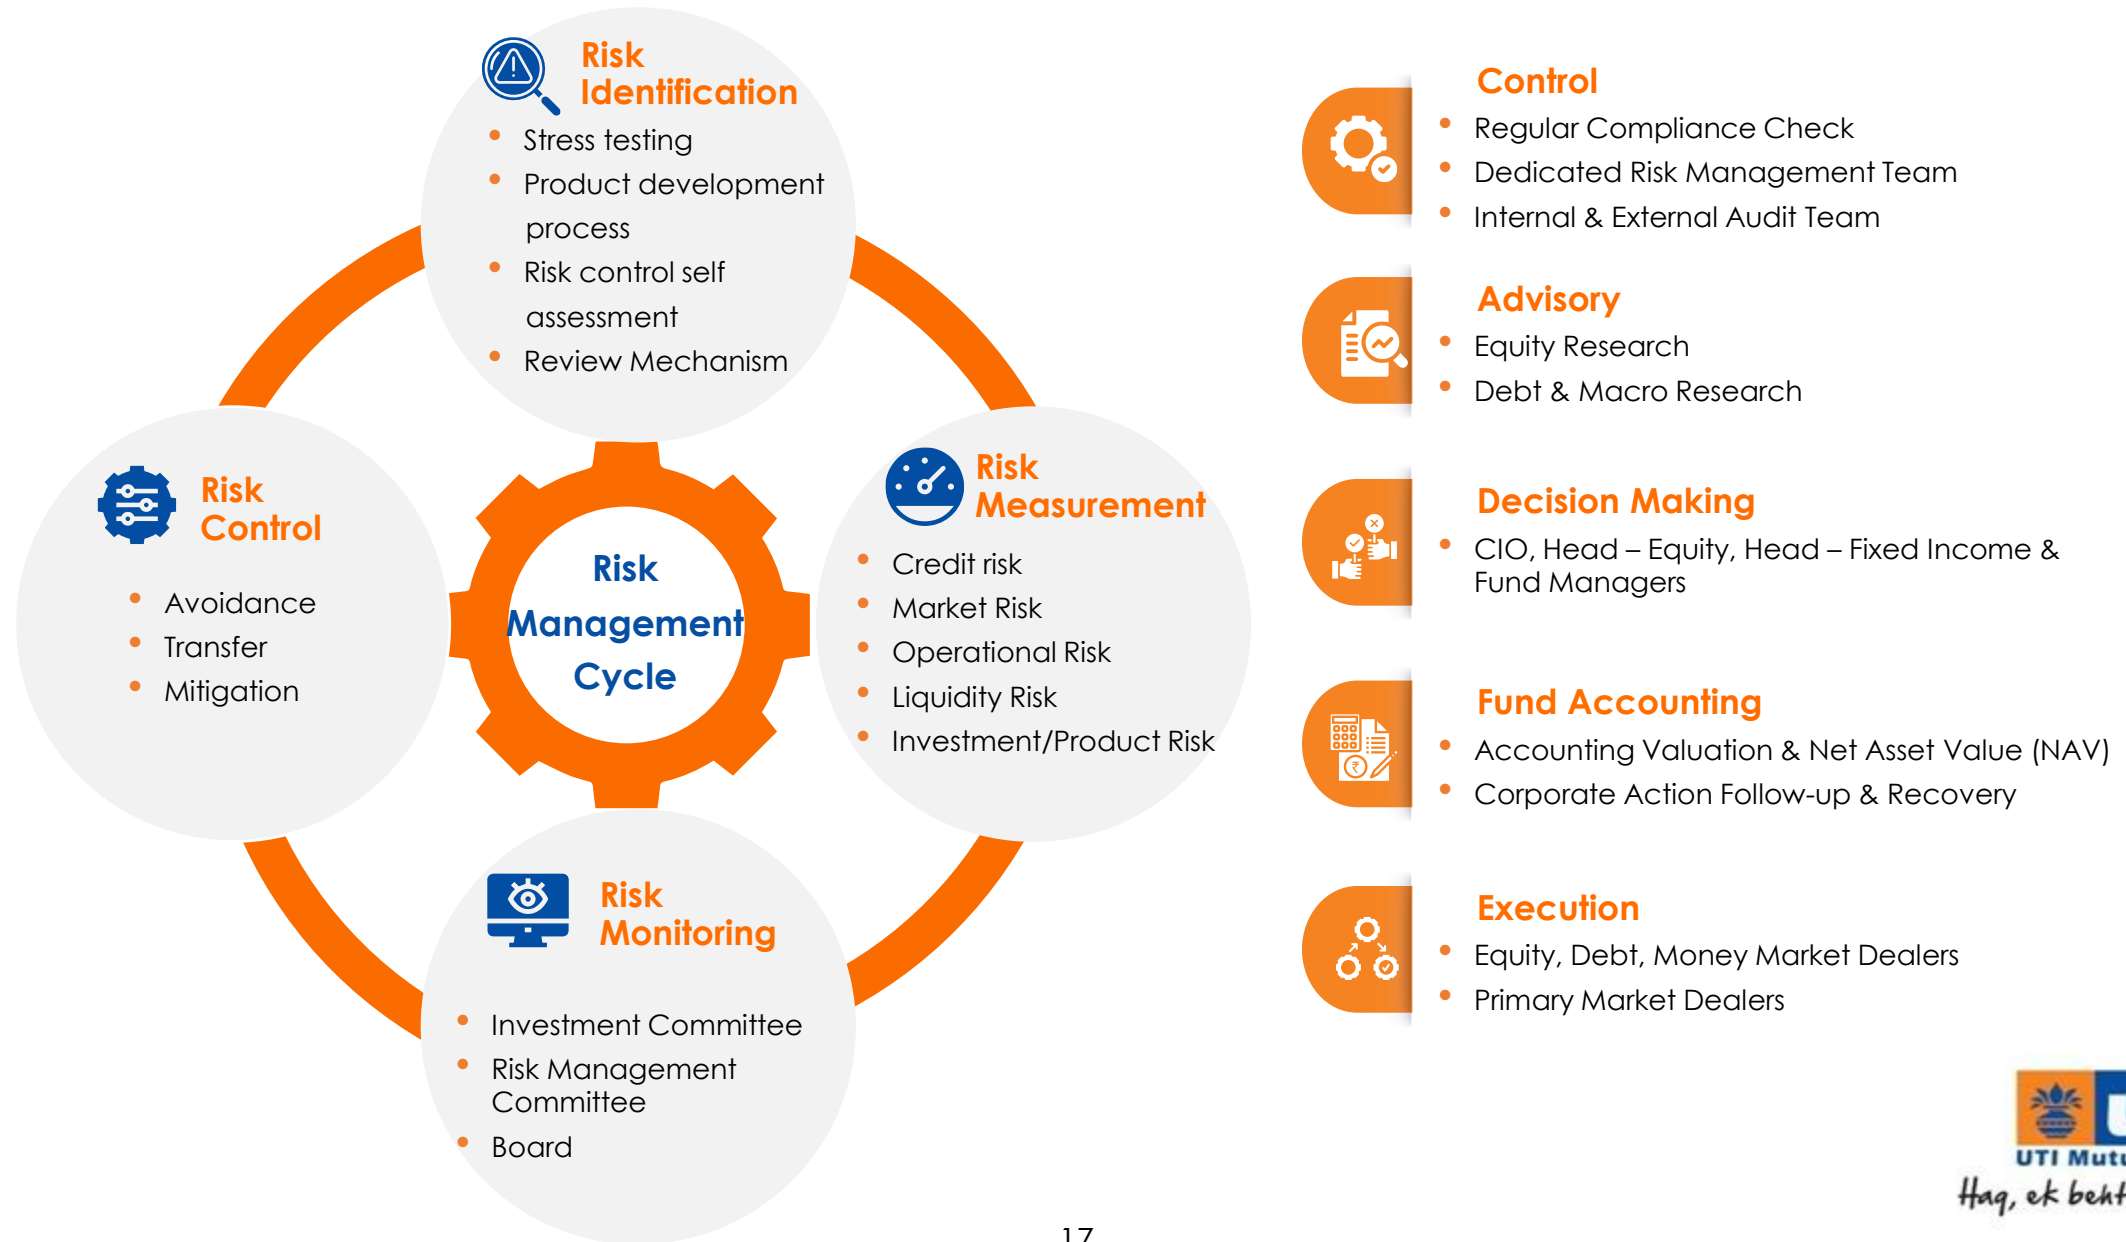 Risk
Identification
• Stress testing
• Product development
process
• Risk control self
assessment
• Review Mechanism
Risk
Measurement
• Credit risk
• Market Risk
• Operational Risk
• Liquidity Risk
• Investment/Product Risk
Risk
Control
• Avoidance
• Transfer
• Mitigation
Risk
Management
Cycle
Risk
Monitoring
• Investment Committee
• Risk Management
Committee
• Board
Control
• Regular Compliance Check
• Dedicated Risk Management Team
• Internal & External Audit Team
Advisory
• Equity Research
• Debt & Macro Research
Decision Making
• CIO, Head – Equity, Head – Fixed Income &
Fund Managers
Fund Accounting
• Accounting Valuation & Net Asset Value (NAV)
• Corporate Action Follow-up & Recovery
Execution
• Equity, Debt, Money Market Dealers
• Primary Market Dealers
UTI
Haq, ek
17